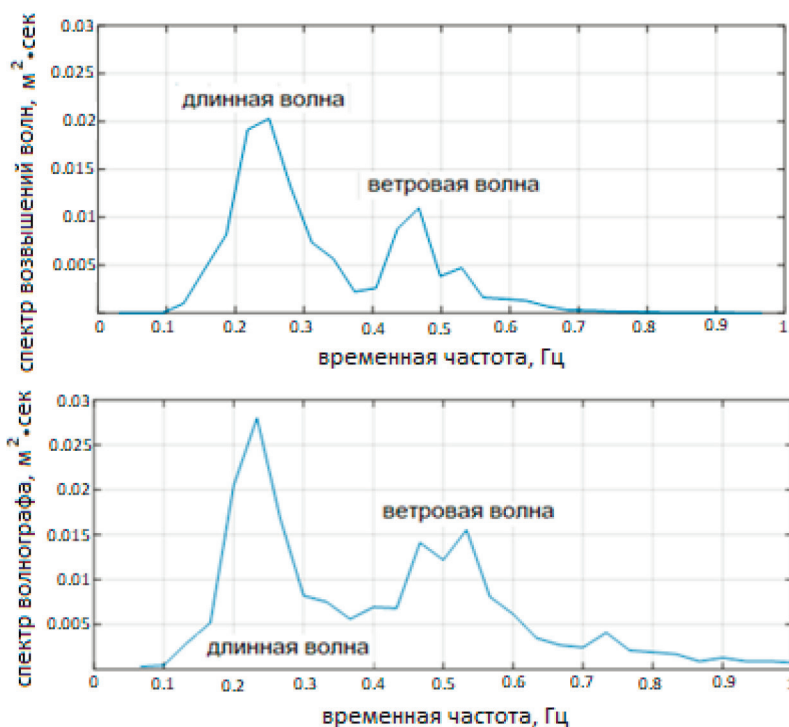 спектр возвышений волн, м²•сек
0.03
0.025
0.02
0.015
0.01
0.005
длинная волна
ветровая волна
0 0.1 0.2 0.3 0.4 0.5 0.6 0.7 0.8 0.9 1
временная частота, Гц
спектр волнографа, м²•сек
0.03
0.025
0.02
0.015
0.01
0.005
ветровая волна
длинная волна
0 0.1 0.2 0.3 0.4 0.5 0.6 0.7 0.8 0.9 1
временная частота, Гц